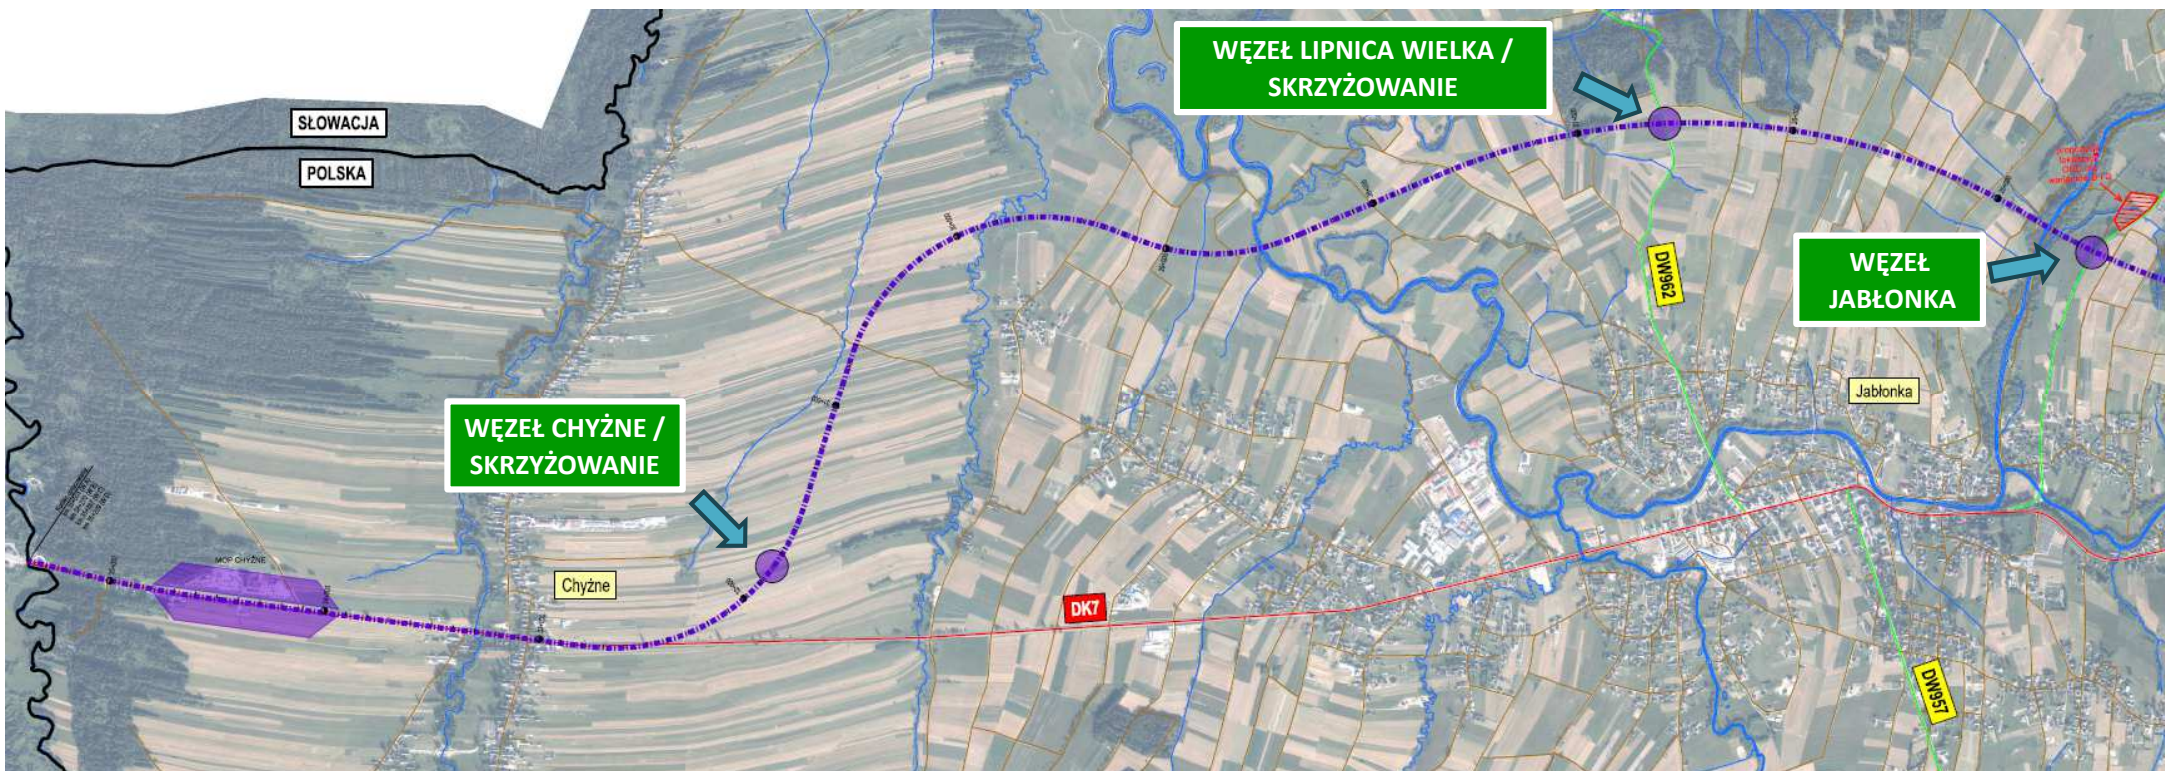 WĘZEŁ LIPNICA WIELKA /
SKRZYŻOWANIE
SŁOWACJA
POLSKA
DW962
WĘZEŁ
JABŁONKA
Jabłonka
WĘZEŁ CHYŻNE /
SKRZYŻOWANIE
MOP CHYŻNE
Chyżne
DK7
DW957